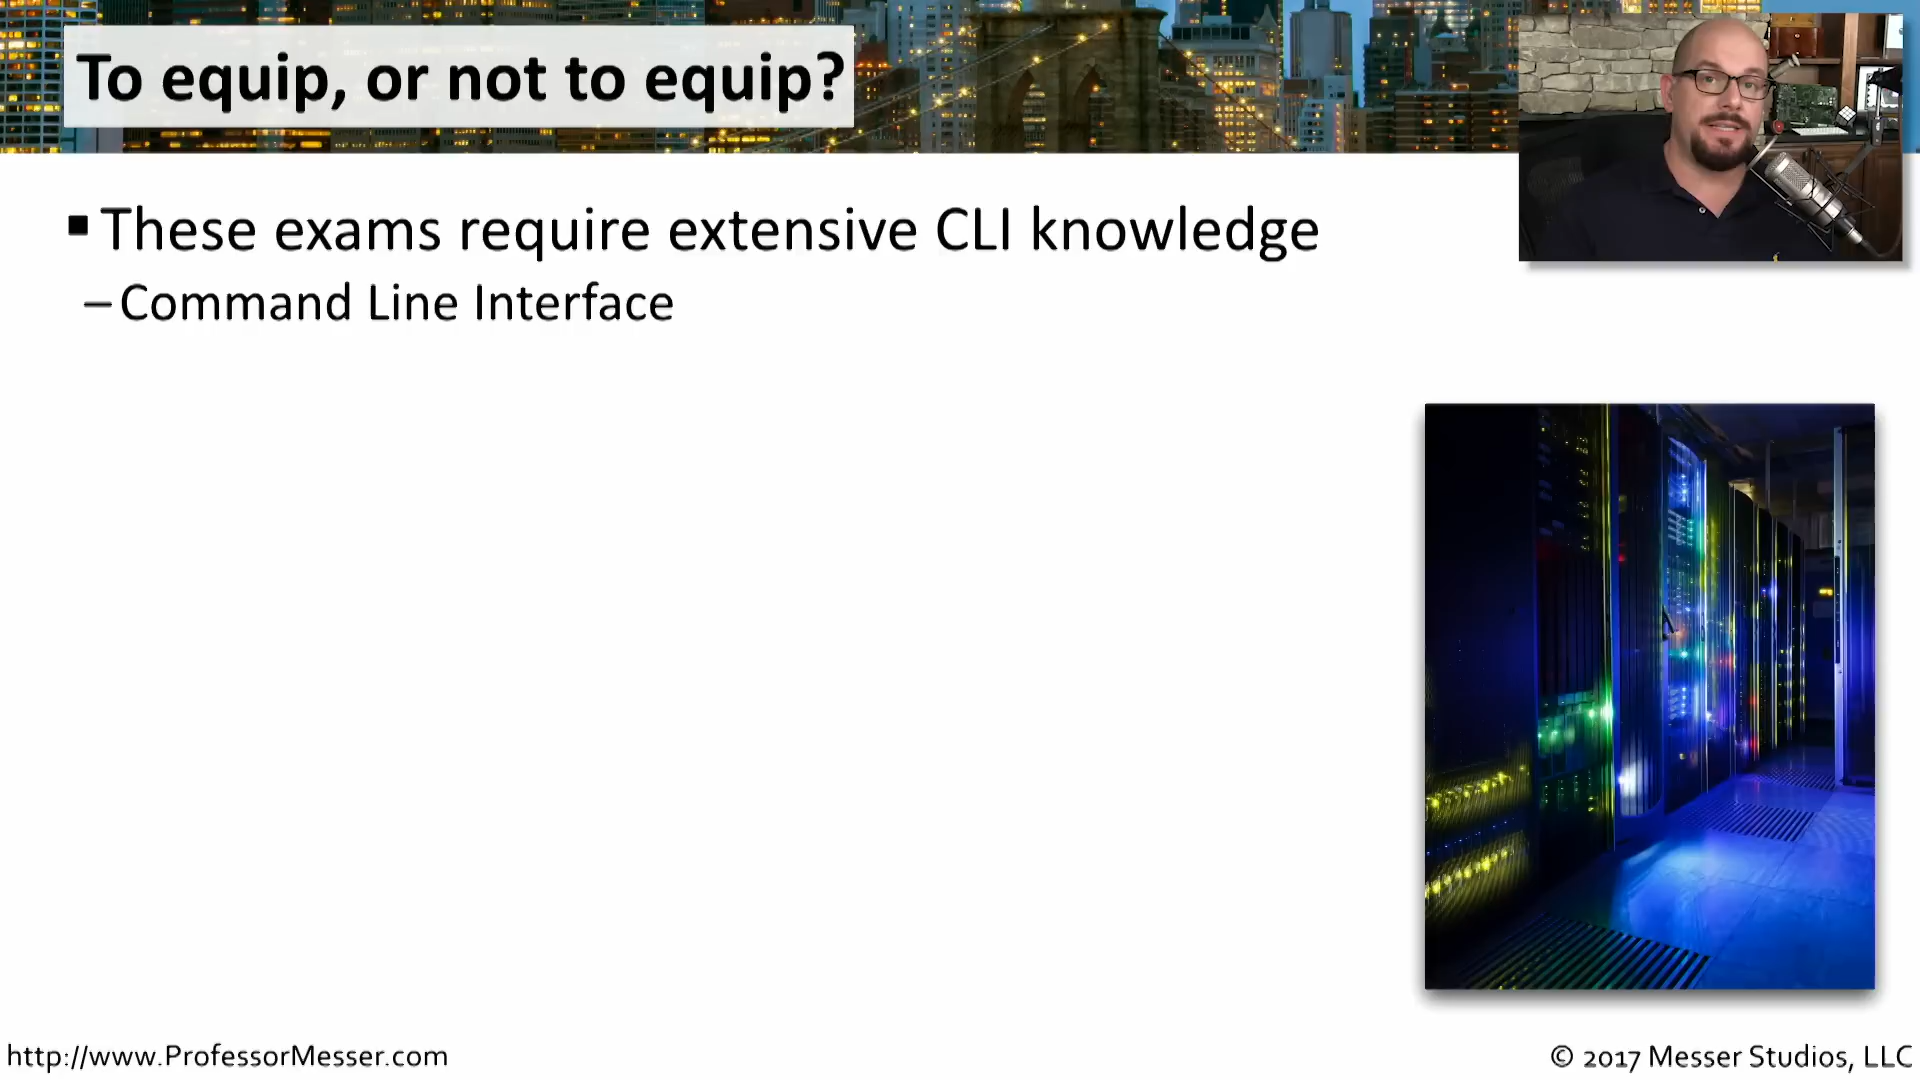 To equip, or not to equip?
▪ These exams require extensive CLI knowledge
– Command Line Interface
http://www.ProfessorMesser.com
© 2017 Messer Studios, LLC